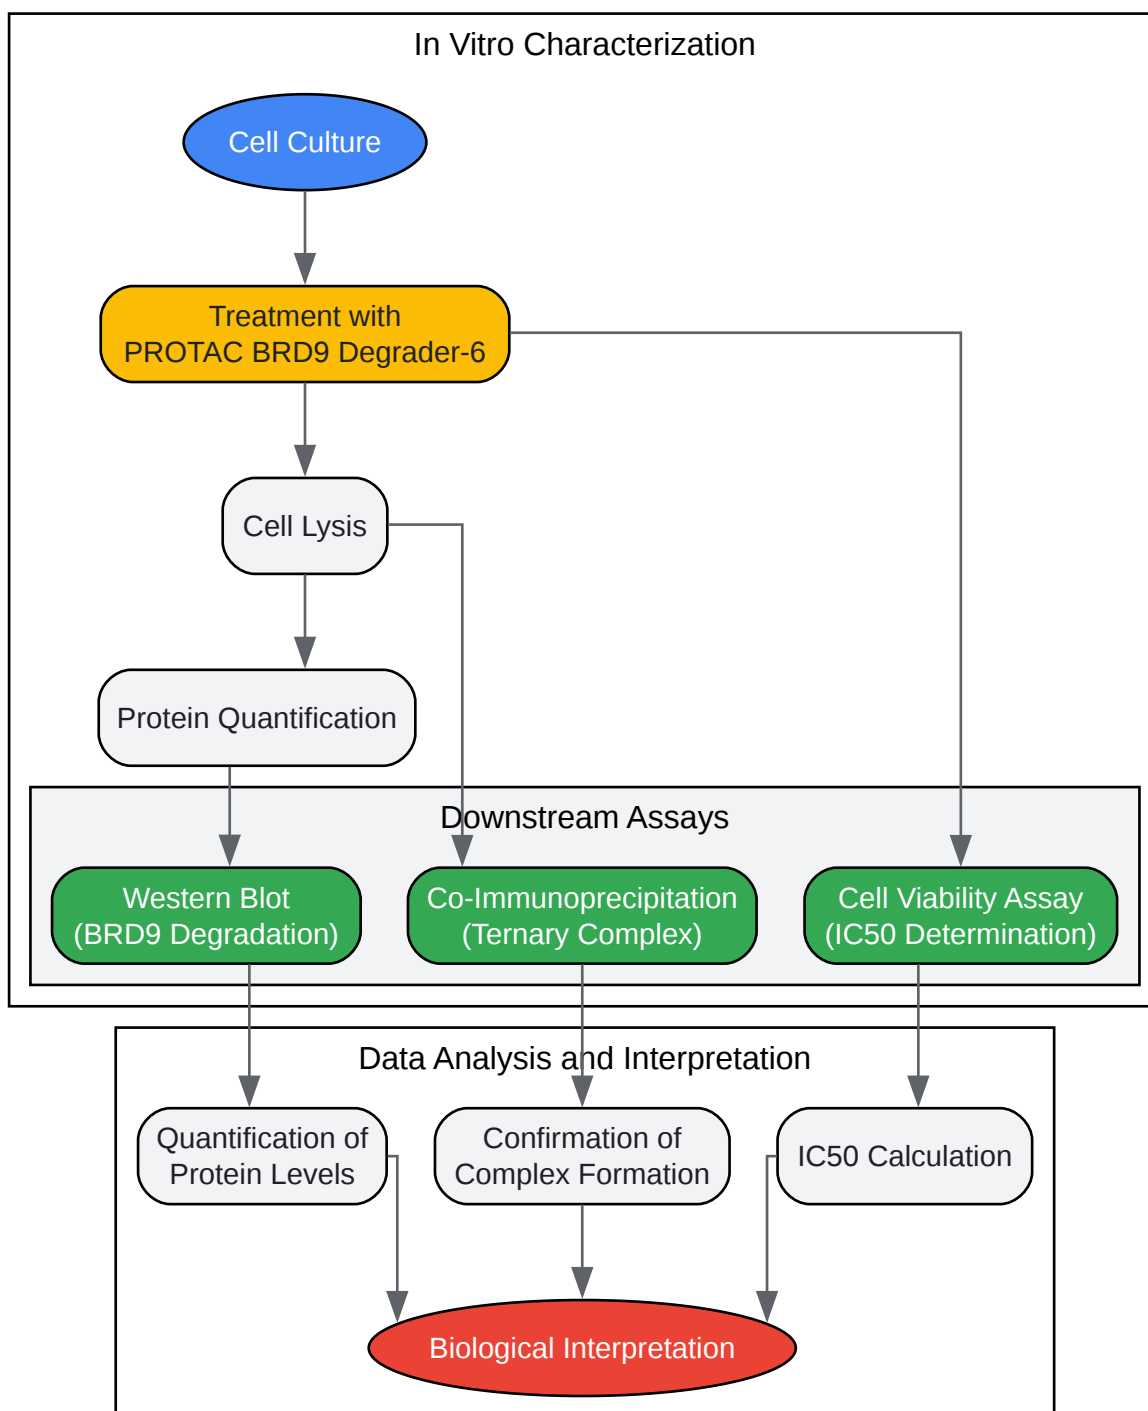 In Vitro Characterization
Cell Culture
Treatment with
PROTAC BRD9 Degrader-6
Cell Lysis
Protein Quantification
Downstream Assays
Western Blot
(BRD9 Degradation)
Co-Immunoprecipitation
(Ternary Complex)
Cell Viability Assay
(IC50 Determination)
Data Analysis and Interpretation
Quantification of
Protein Levels
Confirmation of
Complex Formation
IC50 Calculation
Biological Interpretation